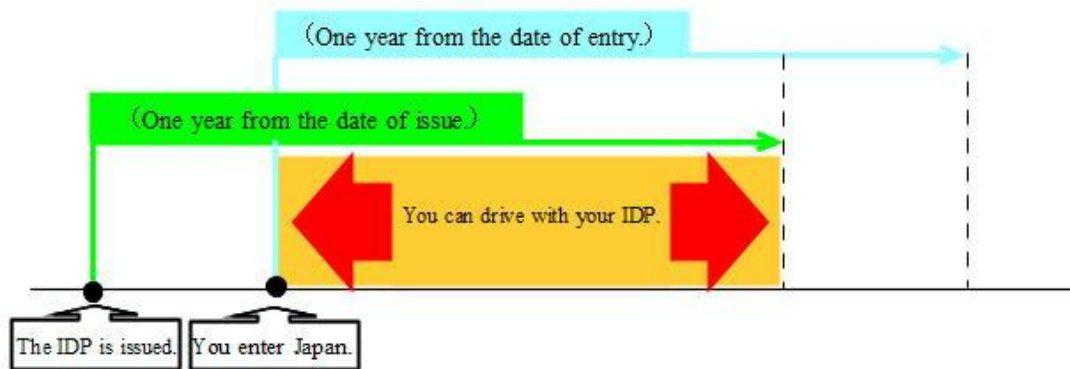 (One year from the date of entry.)
(One year from the date of issue.)
You can drive with your IDP.
The IDP is issued.
You enter Japan.